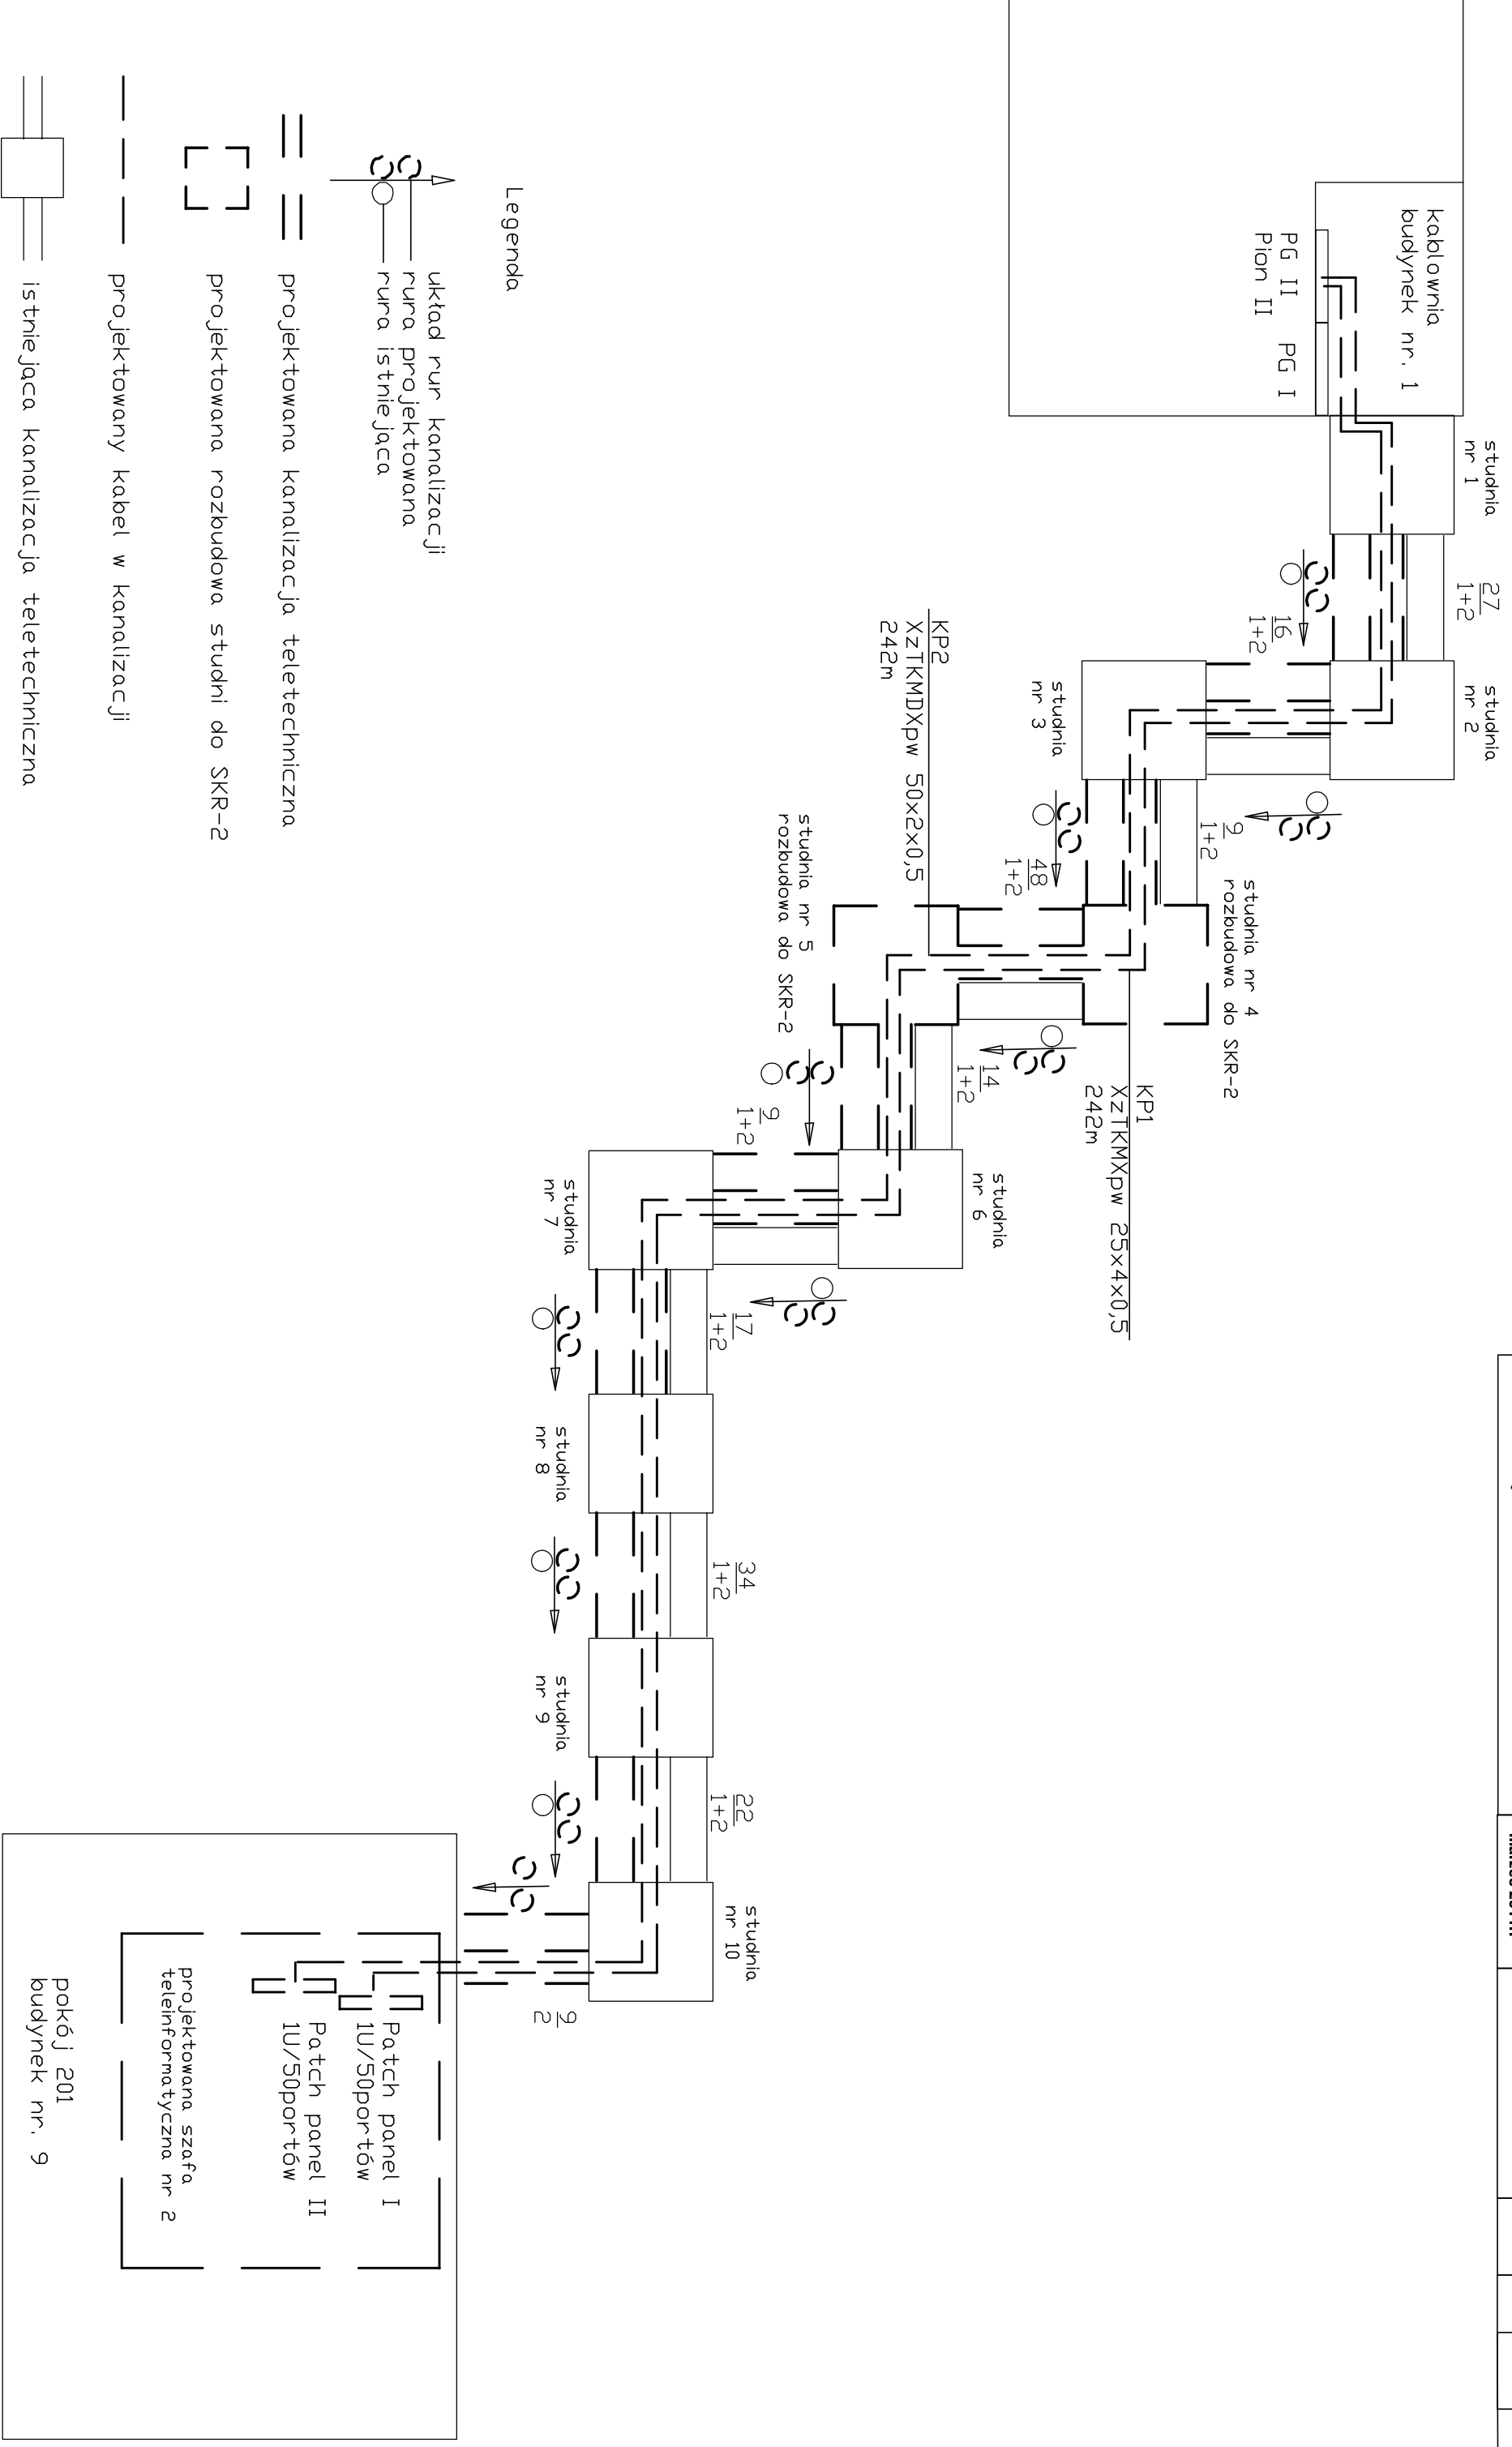 kablownia
budynek nr. 1
PG II
Pion II
PG I
studnia
nr 1
27
1+2
studnia
nr 2
16
1+2
studnia
nr 3
9
1+2
studnia nr 4
rozbudowa do SKR-2
48
1+2
KP2
XzTKMDXpw 50x2x0,5
242m
KP1
XzTKMXpw 25x4x0,5
242m
studnia nr 5
rozbudowa do SKR-2
14
1+2
studnia
nr 6
9
1+2
studnia
nr 7
17
1+2
studnia
nr 8
34
1+2
studnia
nr 9
22
1+2
studnia
nr 10
9
2
Patch panel I
1U/50portów
Patch panel II
1U/50portów
projektowana szafa
teleinformatyczna nr 2
pokój 201
budynek nr. 9
Legenda
układ rur kanalizacji
rura projektowana
rura istniejąca
projektowana kanalizacja teletechniczna
projektowana rozbudowa studni do SKR-2
projektowany kabel w kanalizacji
istniejąca kanalizacja teletechniczna